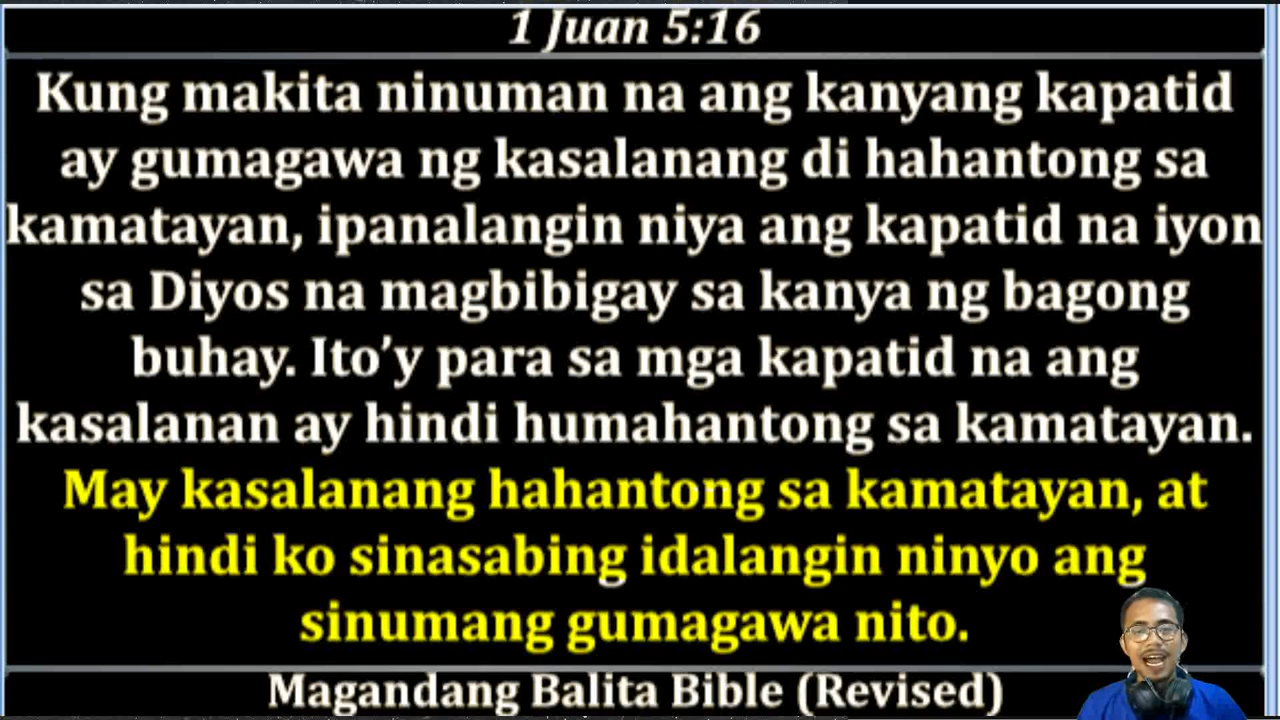 1 Juan 5:16
Kung makita ninuman na ang kanyang kapatid
ay gumagawa ng kasalanang di hahantong sa
kamatayan, ipanalangin niya ang kapatid na iyon
sa Diyos na magbibigay sa kanya ng bagong
buhay. Ito’y para sa mga kapatid na ang
kasalanan ay hindi humahantong sa kamatayan.
May kasalanang hahantong sa kamatayan, at
hindi ko sinasabing idalangin ninyo ang
sinumang gumagawa nito.
Magandang Balita Bible (Revised)